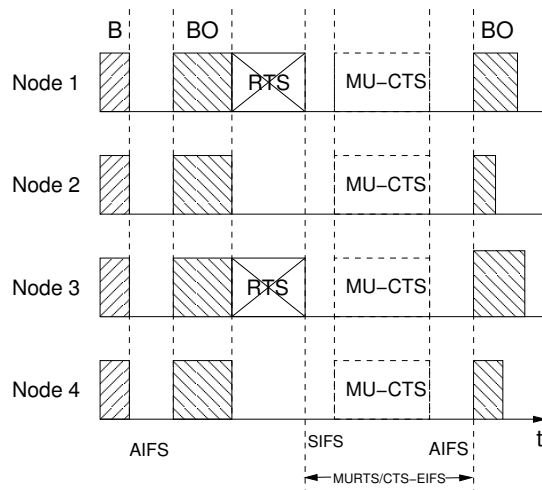 B BO BO
Node 1 RTS MU-CTS
Node 2 MU-CTS
Node 3 RTS MU-CTS
Node 4 MU-CTS
t
AIFS SIFS AIFS
MURTS/CTS-EIFS